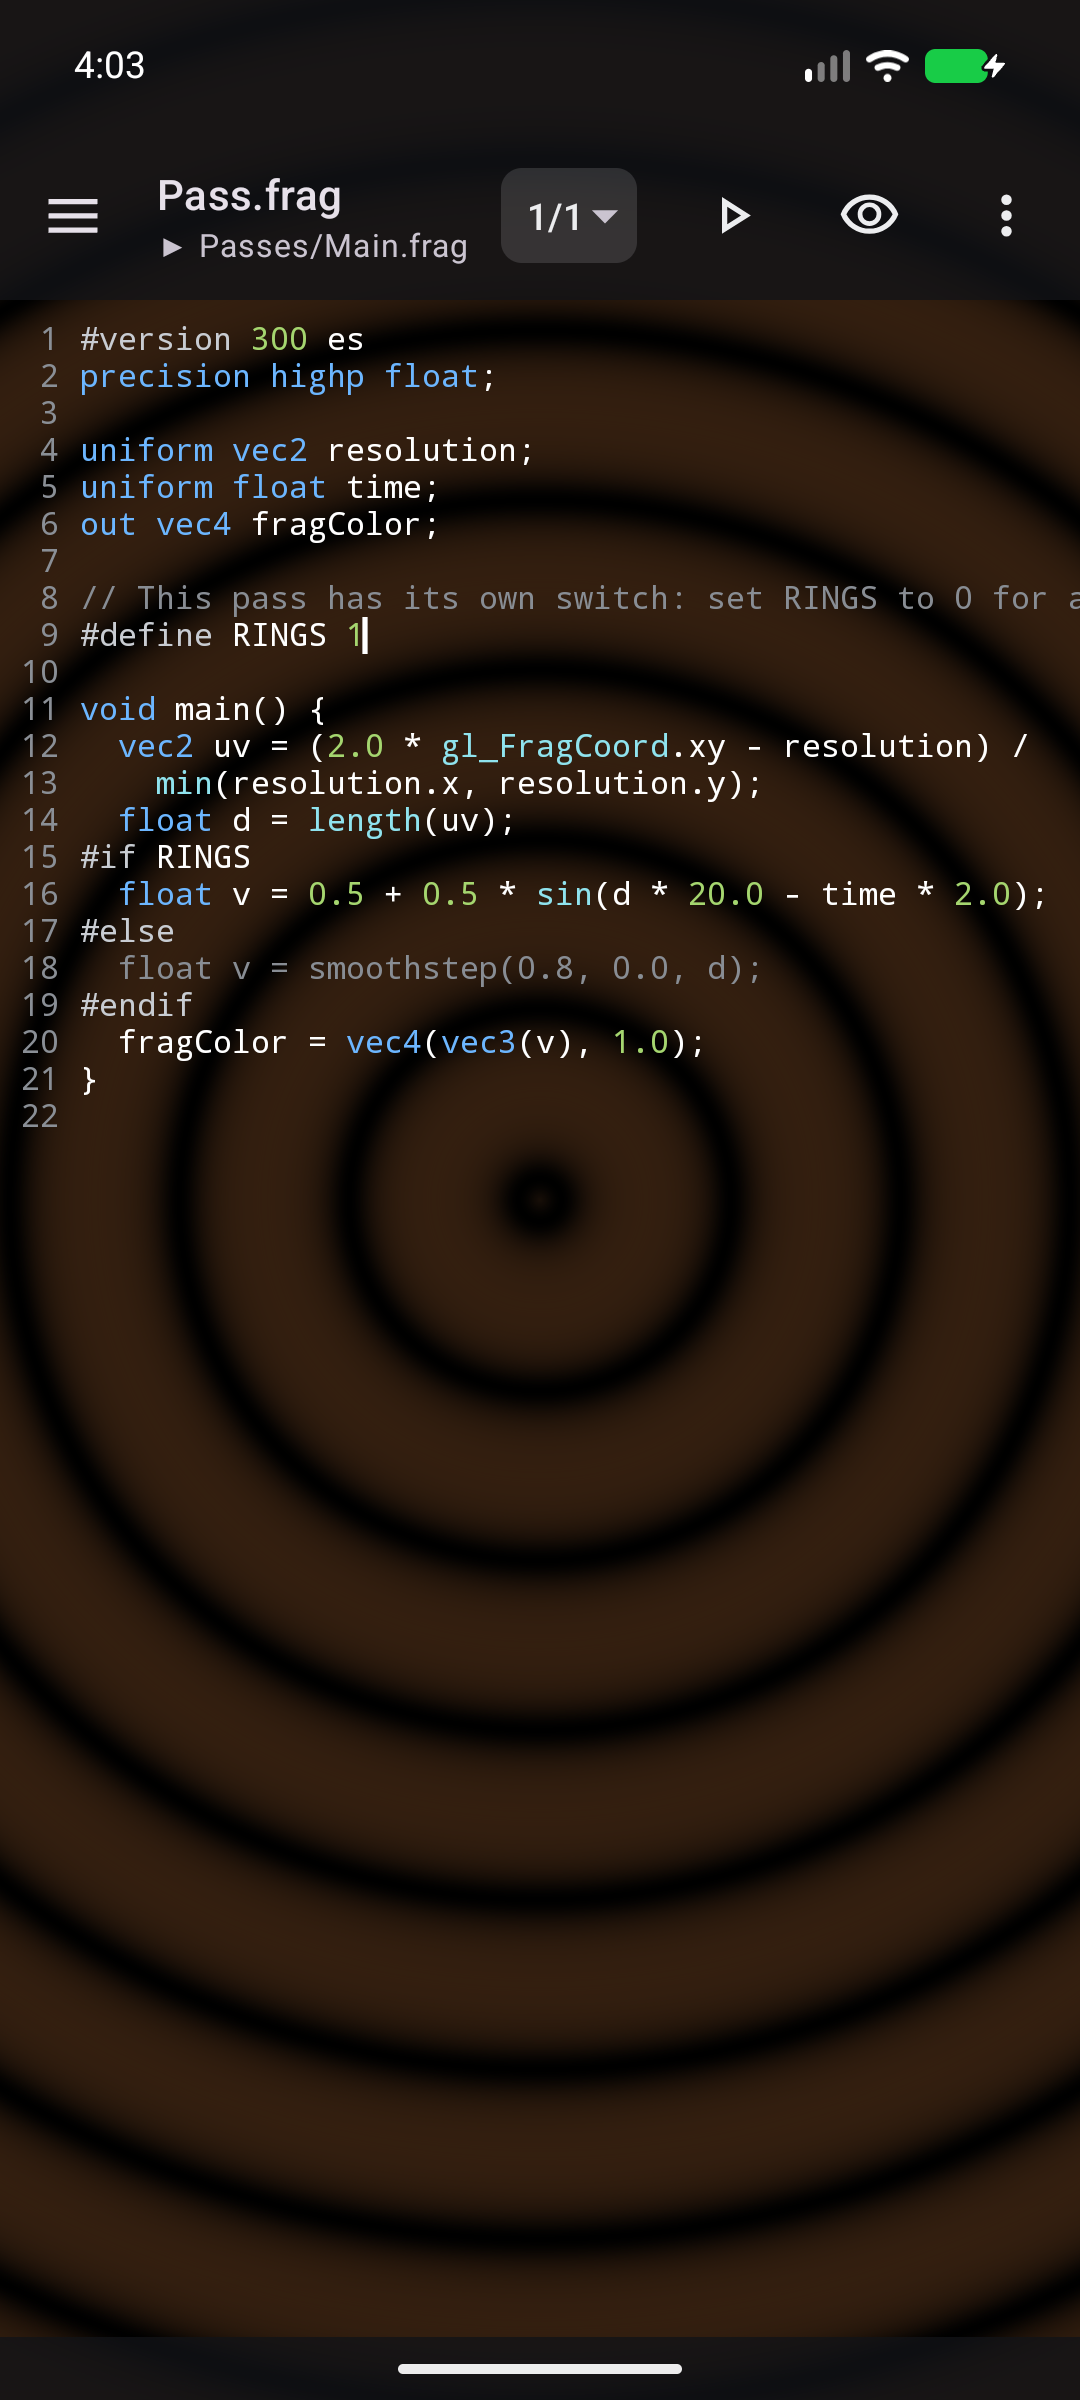 4:03
Pass.frag
► Passes/Main.frag
1/1
1 #version 300 es
2 precision highp float;
3
4 uniform vec2 resolution;
5 uniform float time;
6 out vec4 fragColor;
7
8 // This pass has its own switch: set RINGS to 0 for a
9 #define RINGS 1
10
11 void main() {
12   vec2 uv = (2.0 * gl_FragCoord.xy - resolution) /
13     min(resolution.x, resolution.y);
14   float d = length(uv);
15 #if RINGS
16   float v = 0.5 + 0.5 * sin(d * 20.0 - time * 2.0);
17 #else
18   float v = smoothstep(0.8, 0.0, d);
19 #endif
20   fragColor = vec4(vec3(v), 1.0);
21 }
22